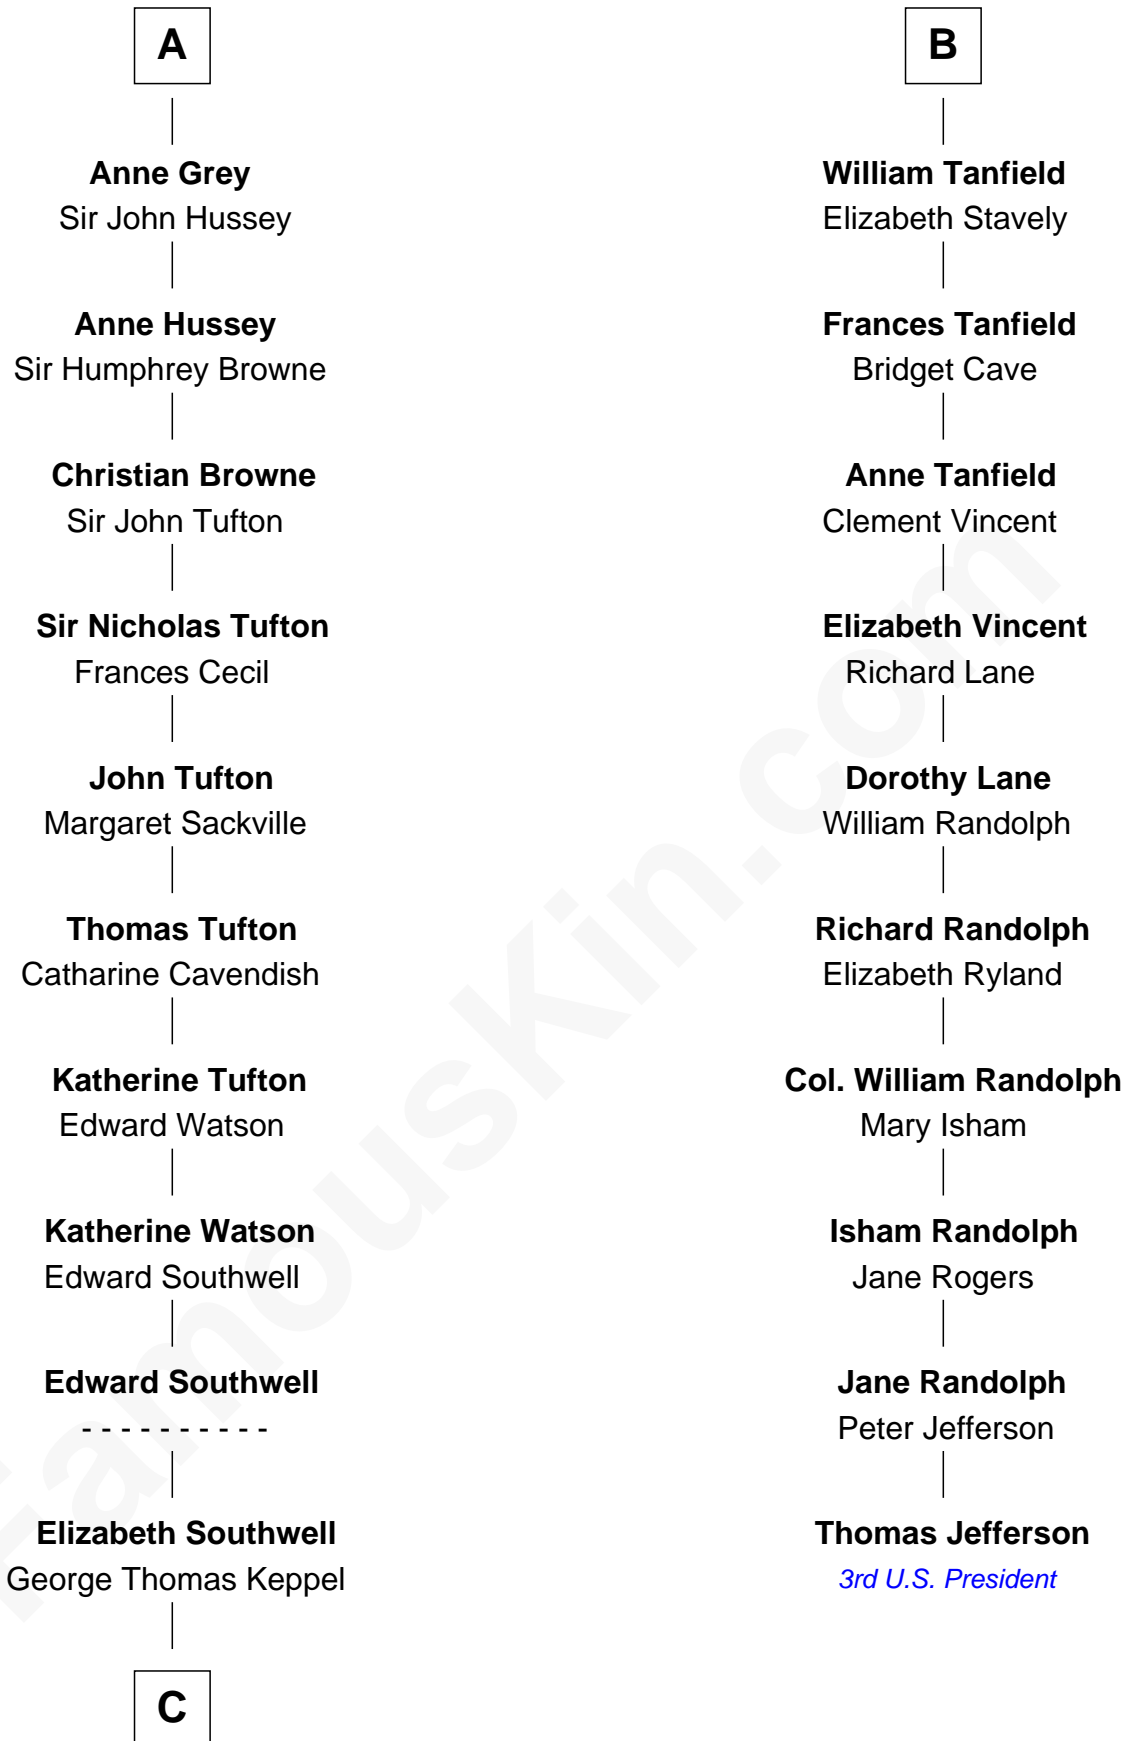 A
Anne Grey
Sir John Hussey
Anne Hussey
Sir Humphrey Browne
Christian Browne
Sir John Tufton
Sir Nicholas Tufton
Frances Cecil
John Tufton
Margaret Sackville
Thomas Tufton
Catharine Cavendish
Katherine Tufton
Edward Watson
Katherine Watson
Edward Southwell
Edward Southwell
- - - - - - - - - -
Elizabeth Southwell
George Thomas Keppel
C
B
William Tanfield
Elizabeth Stavely
Frances Tanfield
Bridget Cave
Anne Tanfield
Clement Vincent
Elizabeth Vincent
Richard Lane
Dorothy Lane
William Randolph
Richard Randolph
Elizabeth Ryland
Col. William Randolph
Mary Isham
Isham Randolph
Jane Rogers
Jane Randolph
Peter Jefferson
Thomas Jefferson
3rd U.S. President
FamousKin.com